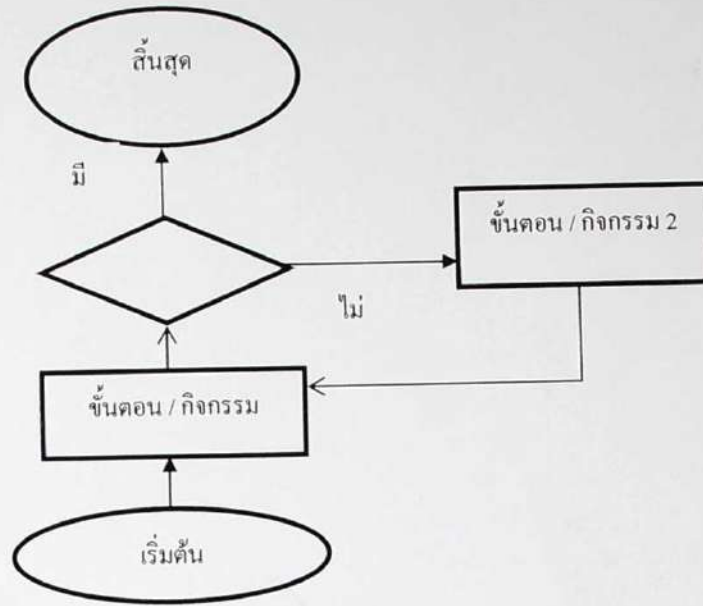 สิ้นสุด
มี
ขั้นตอน / กิจกรรม 2
ไม่
ขั้นตอน / กิจกรรม
เริ่มต้น